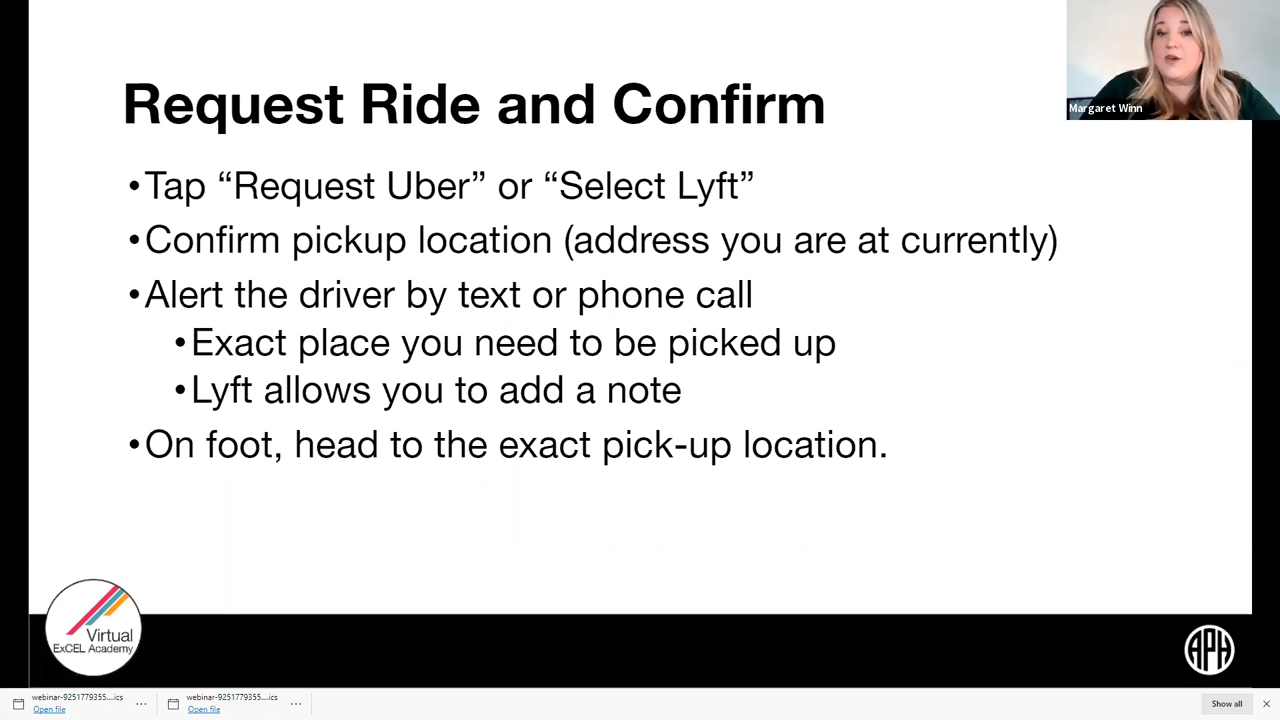 Margaret Winn
Request Ride and Confirm
•Tap “Request Uber” or “Select Lyft”
•Confirm pickup location (address you are at currently)
•Alert the driver by text or phone call
•Exact place you need to be picked up
•Lyft allows you to add a note
•On foot, head to the exact pick-up location.
Virtual
ExCEL Academy
APH
webinar-9251779355....ics
Open file
...
webinar-9251779355....ics
Open file
...
Show all